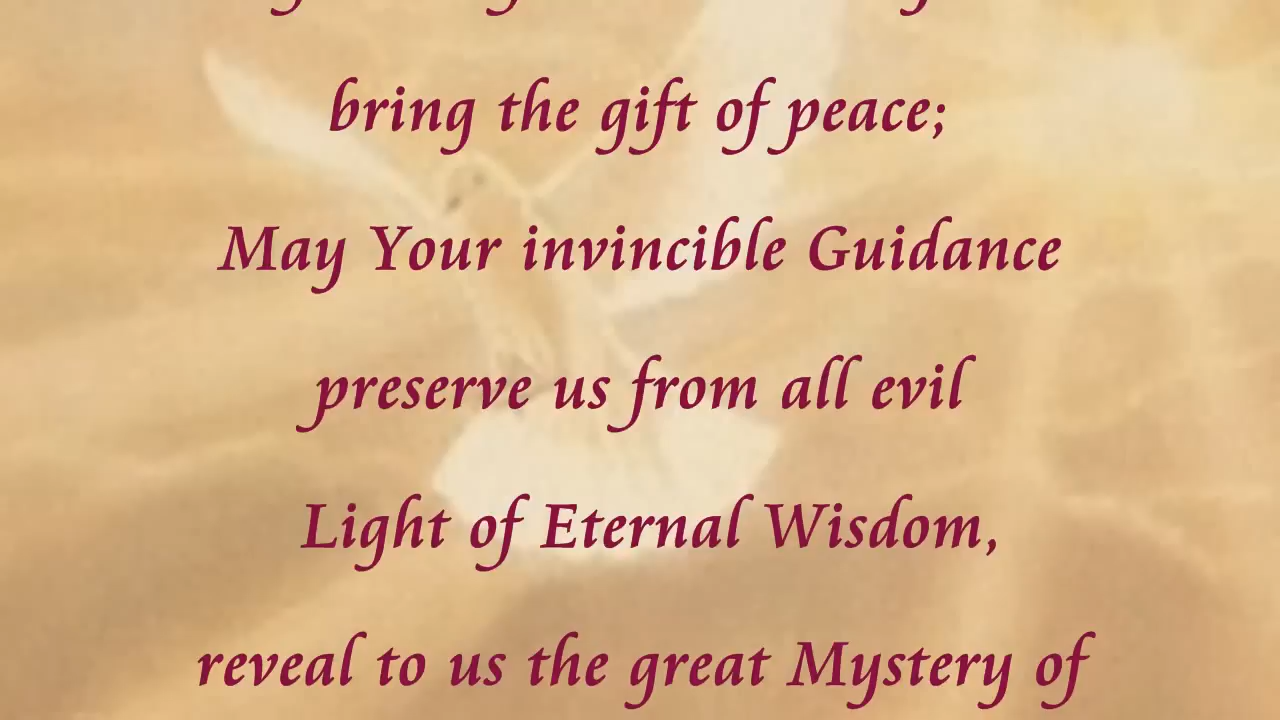 bring the gift of peace;
May Your invincible Guidance
preserve us from all evil
Light of Eternal Wisdom,
reveal to us the great Mystery of